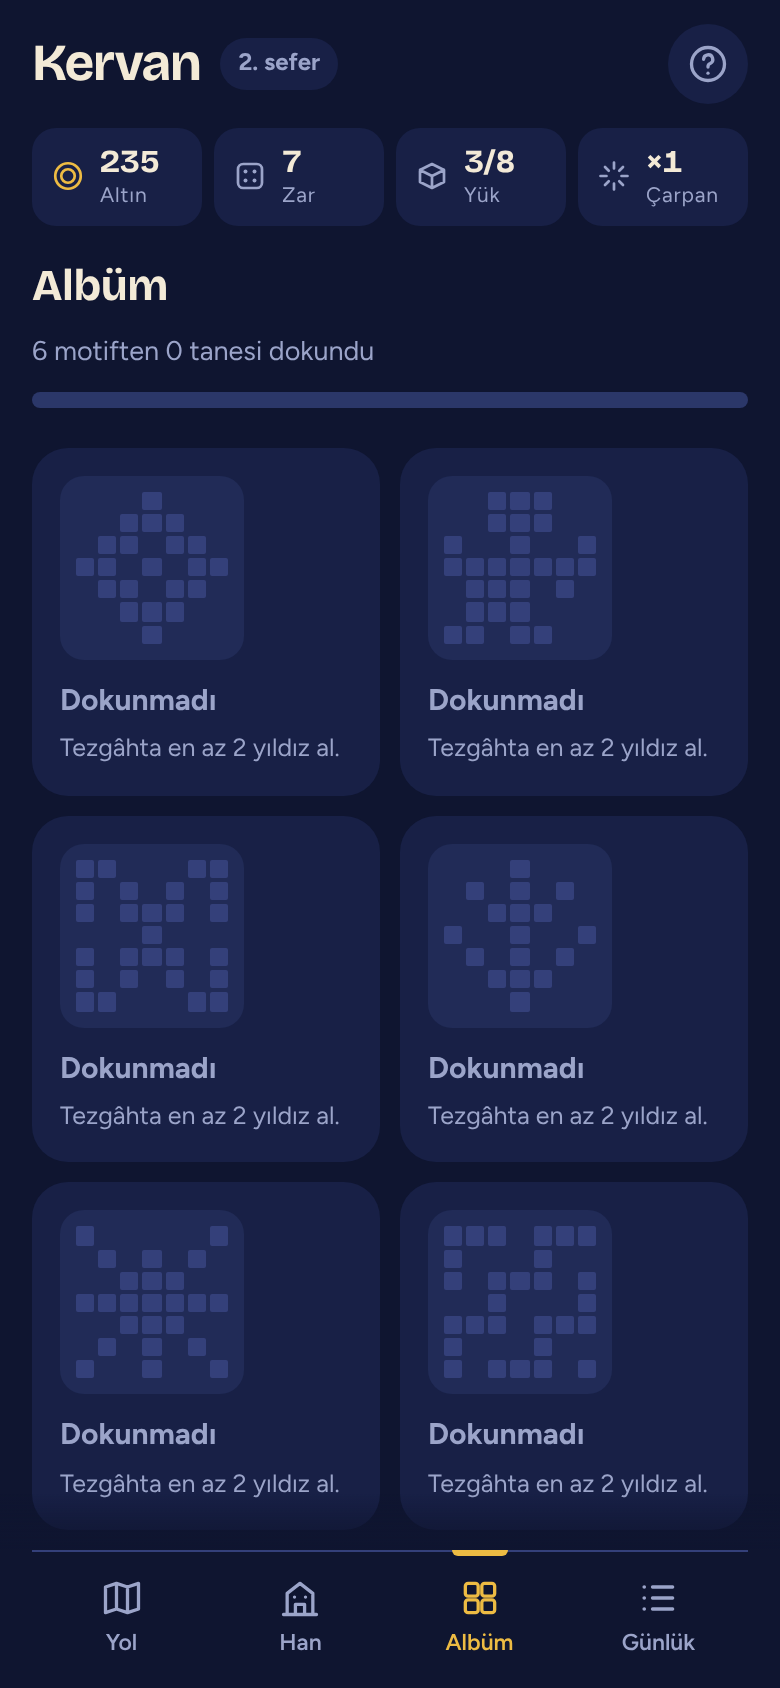 Kervan
2. sefer
235
Altın
7
Zar
3/8
Yük
×1
Çarpan
Albüm
6 motiften 0 tanesi dokundu
Dokunmadı
Tezgâhta en az 2 yıldız al.
Dokunmadı
Tezgâhta en az 2 yıldız al.
Dokunmadı
Tezgâhta en az 2 yıldız al.
Dokunmadı
Tezgâhta en az 2 yıldız al.
Dokunmadı
Tezgâhta en az 2 yıldız al.
Dokunmadı
Tezgâhta en az 2 yıldız al.
Yol
Han
Albüm
Günlük